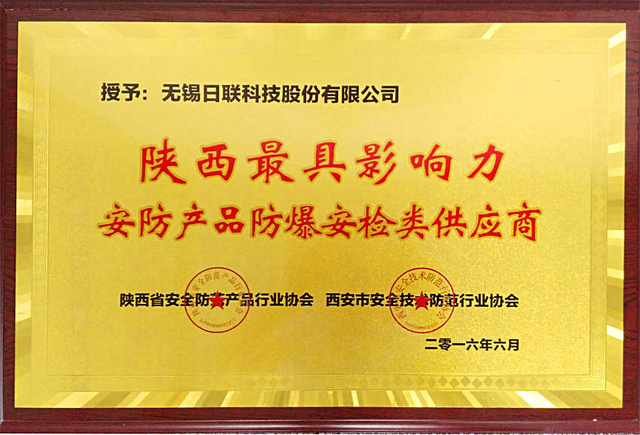 授予：无锡日联科技股份有限公司
陕西最具影响力
安防产品防爆安检类供应商
陕西省安全防范产品行业协会 西安市安全技术防范行业协会
二零一六年六月